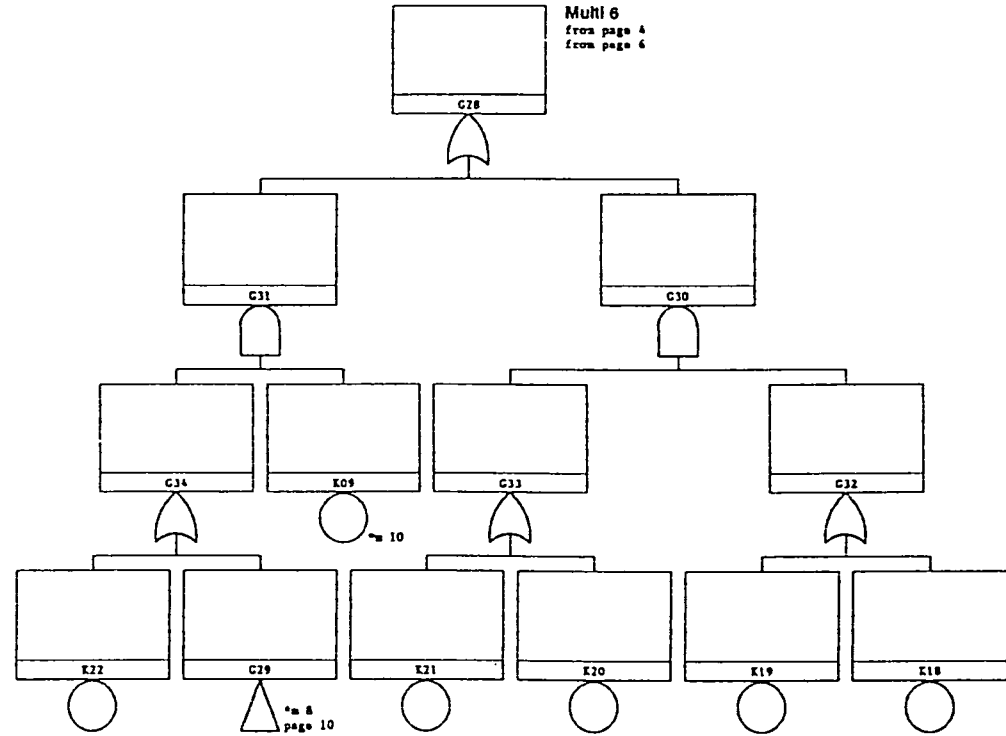 Multi 6
from page 4
from page 6
G28
G31
G30
G34
K09
G33
G32
*m 10
K22
G29
K21
K20
K19
K18
*m 8
page 10